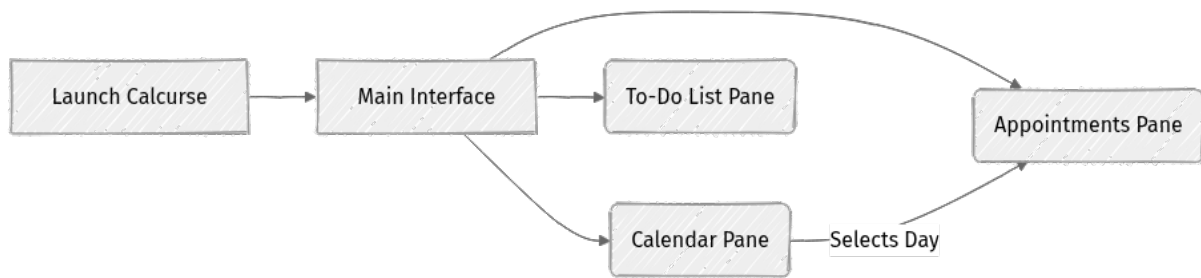 Launch Calcurse
Main Interface
To-Do List Pane
Appointments Pane
Calendar Pane
Selects Day